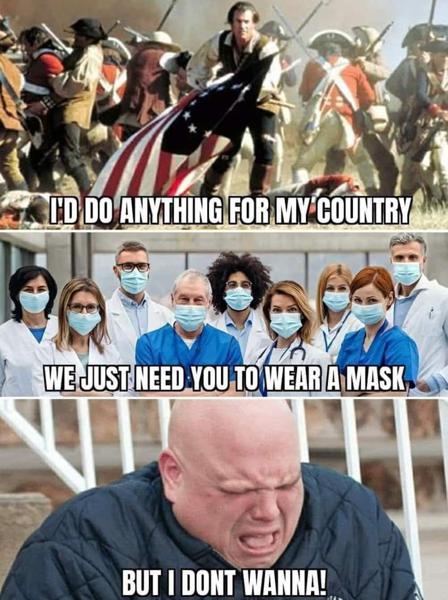 I'D DO ANYTHING FOR MY COUNTRY
WE JUST NEED YOU TO WEAR A MASK
BUT I DONT WANNA!